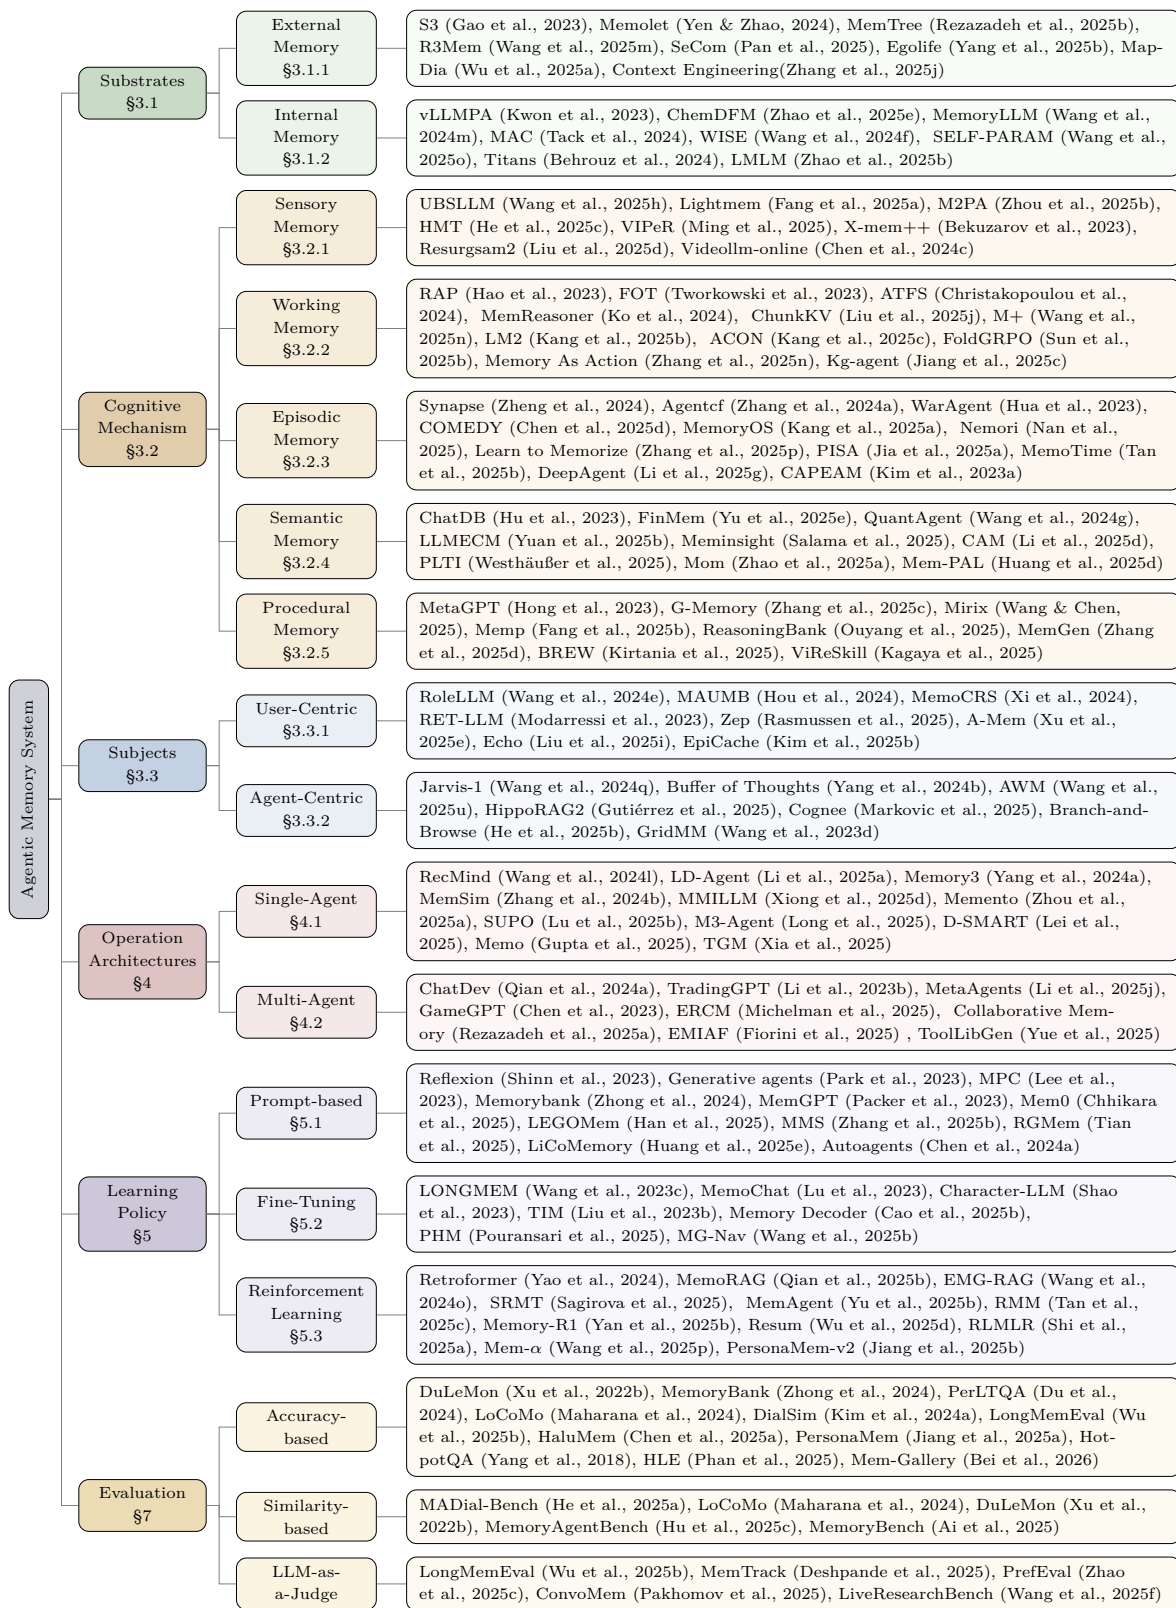 Agentic Memory System
Substrates
§3.1
External
Memory
§3.1.1
S3 (Gao et al., 2023), Memolet (Yen & Zhao, 2024), MemTree (Rezazadeh et al., 2025b),
R3Mem (Wang et al., 2025m), SeCom (Pan et al., 2025), Egolife (Yang et al., 2025b), Map-
Dia (Wu et al., 2025a), Context Engineering(Zhang et al., 2025j)
Internal
Memory
§3.1.2
vLLMPA (Kwon et al., 2023), ChemDFM (Zhao et al., 2025e), MemoryLLM (Wang et al.,
2024m), MAC (Tack et al., 2024), WISE (Wang et al., 2024f), SELF-PARAM (Wang et al.,
2025o), Titans (Behrouz et al., 2024), LMLM (Zhao et al., 2025b)
Cognitive
Mechanism
§3.2
Sensory
Memory
§3.2.1
UBSLLM (Wang et al., 2025h), Lightmem (Fang et al., 2025a), M2PA (Zhou et al., 2025b),
HMT (He et al., 2025c), VIPeR (Ming et al., 2025), X-mem++ (Bekuzarov et al., 2023),
Resurgsam2 (Liu et al., 2025d), Videollm-online (Chen et al., 2024c)
Working
Memory
§3.2.2
RAP (Hao et al., 2023), FOT (Tworkowski et al., 2023), ATFS (Christakopoulou et al.,
2024), MemReasoner (Ko et al., 2024), ChunkKV (Liu et al., 2025j), M+ (Wang et al.,
2025n), LM2 (Kang et al., 2025b), ACON (Kang et al., 2025c), FoldGRPO (Sun et al.,
2025b), Memory As Action (Zhang et al., 2025n), Kg-agent (Jiang et al., 2025c)
Episodic
Memory
§3.2.3
Synapse (Zheng et al., 2024), Agentcf (Zhang et al., 2024a), WarAgent (Hua et al., 2023),
COMEDY (Chen et al., 2025d), MemoryOS (Kang et al., 2025a), Nemori (Nan et al.,
2025), Learn to Memorize (Zhang et al., 2025p), PISA (Jia et al., 2025a), MemoTime (Tan
et al., 2025b), DeepAgent (Li et al., 2025g), CAPEAM (Kim et al., 2023a)
Semantic
Memory
§3.2.4
ChatDB (Hu et al., 2023), FinMem (Yu et al., 2025e), QuantAgent (Wang et al., 2024g),
LLMECM (Yuan et al., 2025b), Meminsight (Salama et al., 2025), CAM (Li et al., 2025d),
PLTI (Westhäußer et al., 2025), Mom (Zhao et al., 2025a), Mem-PAL (Huang et al., 2025d)
Procedural
Memory
§3.2.5
MetaGPT (Hong et al., 2023), G-Memory (Zhang et al., 2025c), Mirix (Wang & Chen,
2025), Memp (Fang et al., 2025b), ReasoningBank (Ouyang et al., 2025), MemGen (Zhang
et al., 2025d), BREW (Kirtania et al., 2025), ViReSkill (Kagaya et al., 2025)
Subjects
§3.3
User-Centric
§3.3.1
RoleLLM (Wang et al., 2024e), MAUMB (Hou et al., 2024), MemoCRS (Xi et al., 2024),
RET-LLM (Modarressi et al., 2023), Zep (Rasmussen et al., 2025), A-Mem (Xu et al.,
2025e), Echo (Liu et al., 2025i), EpiCache (Kim et al., 2025b)
Agent-Centric
§3.3.2
Jarvis-1 (Wang et al., 2024q), Buffer of Thoughts (Yang et al., 2024b), AWM (Wang et al.,
2025u), HippoRAG2 (Gutiérrez et al., 2025), Cognee (Markovic et al., 2025), Branch-and-
Browse (He et al., 2025b), GridMM (Wang et al., 2023d)
Operation
Architectures
§4
Single-Agent
§4.1
RecMind (Wang et al., 2024l), LD-Agent (Li et al., 2025a), Memory3 (Yang et al., 2024a),
MemSim (Zhang et al., 2024b), MMILLM (Xiong et al., 2025d), Memento (Zhou et al.,
2025a), SUPO (Lu et al., 2025b), M3-Agent (Long et al., 2025), D-SMART (Lei et al.,
2025), Memo (Gupta et al., 2025), TGM (Xia et al., 2025)
Multi-Agent
§4.2
ChatDev (Qian et al., 2024a), TradingGPT (Li et al., 2023b), MetaAgents (Li et al., 2025j),
GameGPT (Chen et al., 2023), ERCM (Michelman et al., 2025), Collaborative Mem-
ory (Rezazadeh et al., 2025a), EMIAF (Fiorini et al., 2025) , ToolLibGen (Yue et al., 2025)
Learning
Policy
§5
Prompt-based
§5.1
Reflexion (Shinn et al., 2023), Generative agents (Park et al., 2023), MPC (Lee et al.,
2023), Memorybank (Zhong et al., 2024), MemGPT (Packer et al., 2023), Mem0 (Chhikara
et al., 2025), LEGOMem (Han et al., 2025), MMS (Zhang et al., 2025b), RGMem (Tian
et al., 2025), LiCoMemory (Huang et al., 2025e), Autoagents (Chen et al., 2024a)
Fine-Tuning
§5.2
LONGMEM (Wang et al., 2023c), MemoChat (Lu et al., 2023), Character-LLM (Shao
et al., 2023), TIM (Liu et al., 2023b), Memory Decoder (Cao et al., 2025b),
PHM (Pouransari et al., 2025), MG-Nav (Wang et al., 2025b)
Reinforcement
Learning
§5.3
Retroformer (Yao et al., 2024), MemoRAG (Qian et al., 2025b), EMG-RAG (Wang et al.,
2024o), SRMT (Sagirova et al., 2025), MemAgent (Yu et al., 2025b), RMM (Tan et al.,
2025c), Memory-R1 (Yan et al., 2025b), Resum (Wu et al., 2025d), RLMLR (Shi et al.,
2025a), Mem-α (Wang et al., 2025p), PersonaMem-v2 (Jiang et al., 2025b)
Evaluation
§7
Accuracy-
based
DuLeMon (Xu et al., 2022b), MemoryBank (Zhong et al., 2024), PerLTQA (Du et al.,
2024), LoCoMo (Maharana et al., 2024), DialSim (Kim et al., 2024a), LongMemEval (Wu
et al., 2025b), HaluMem (Chen et al., 2025a), PersonaMem (Jiang et al., 2025a), Hot-
potQA (Yang et al., 2018), HLE (Phan et al., 2025), Mem-Gallery (Bei et al., 2026)
Similarity-
based
MADial-Bench (He et al., 2025a), LoCoMo (Maharana et al., 2024), DuLeMon (Xu et al.,
2022b), MemoryAgentBench (Hu et al., 2025c), MemoryBench (Ai et al., 2025)
LLM-as-
a-Judge
LongMemEval (Wu et al., 2025b), MemTrack (Deshpande et al., 2025), PrefEval (Zhao
et al., 2025c), ConvoMem (Pakhomov et al., 2025), LiveResearchBench (Wang et al., 2025f)